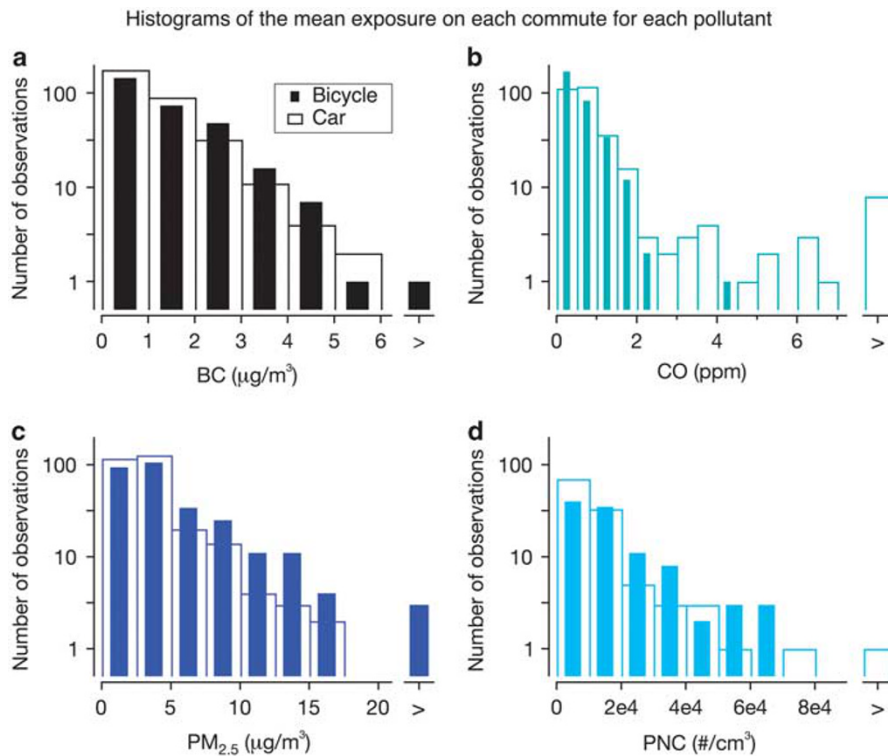 Histograms of the mean exposure on each commute for each pollutant
a
Number of observations
100
10
1
Bicycle
Car
0 1 2 3 4 5 6 >
BC (μg/m³)
b
Number of observations
100
10
1
0 2 4 6 >
CO (ppm)
c
Number of observations
100
10
1
0 5 10 15 20 >
PM₂.₅ (μg/m³)
d
Number of observations
100
10
1
0 2e4 4e4 6e4 8e4 >
PNC (#/cm³)